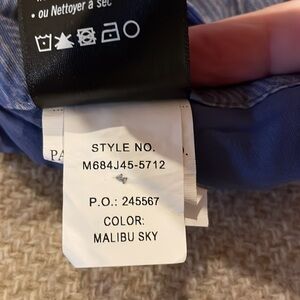 • ou Nettoyer à sec
STYLE NO.
M684J45-5712
P.O.: 245567
COLOR:
MALIBU SKY